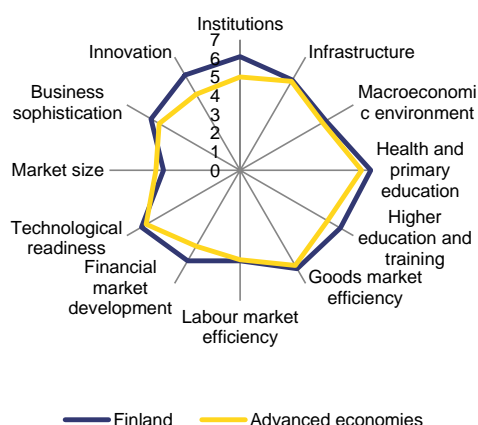 Institutions
Infrastructure
Macroeconomi
c environment
Health and
primary
education
Higher
education and
training
Goods market
efficiency
Labour market
efficiency
Financial
market
development
Technological
readiness
Market size
Business
sophistication
Innovation
7
6
5
4
3
2
1
0
Finland
Advanced economies